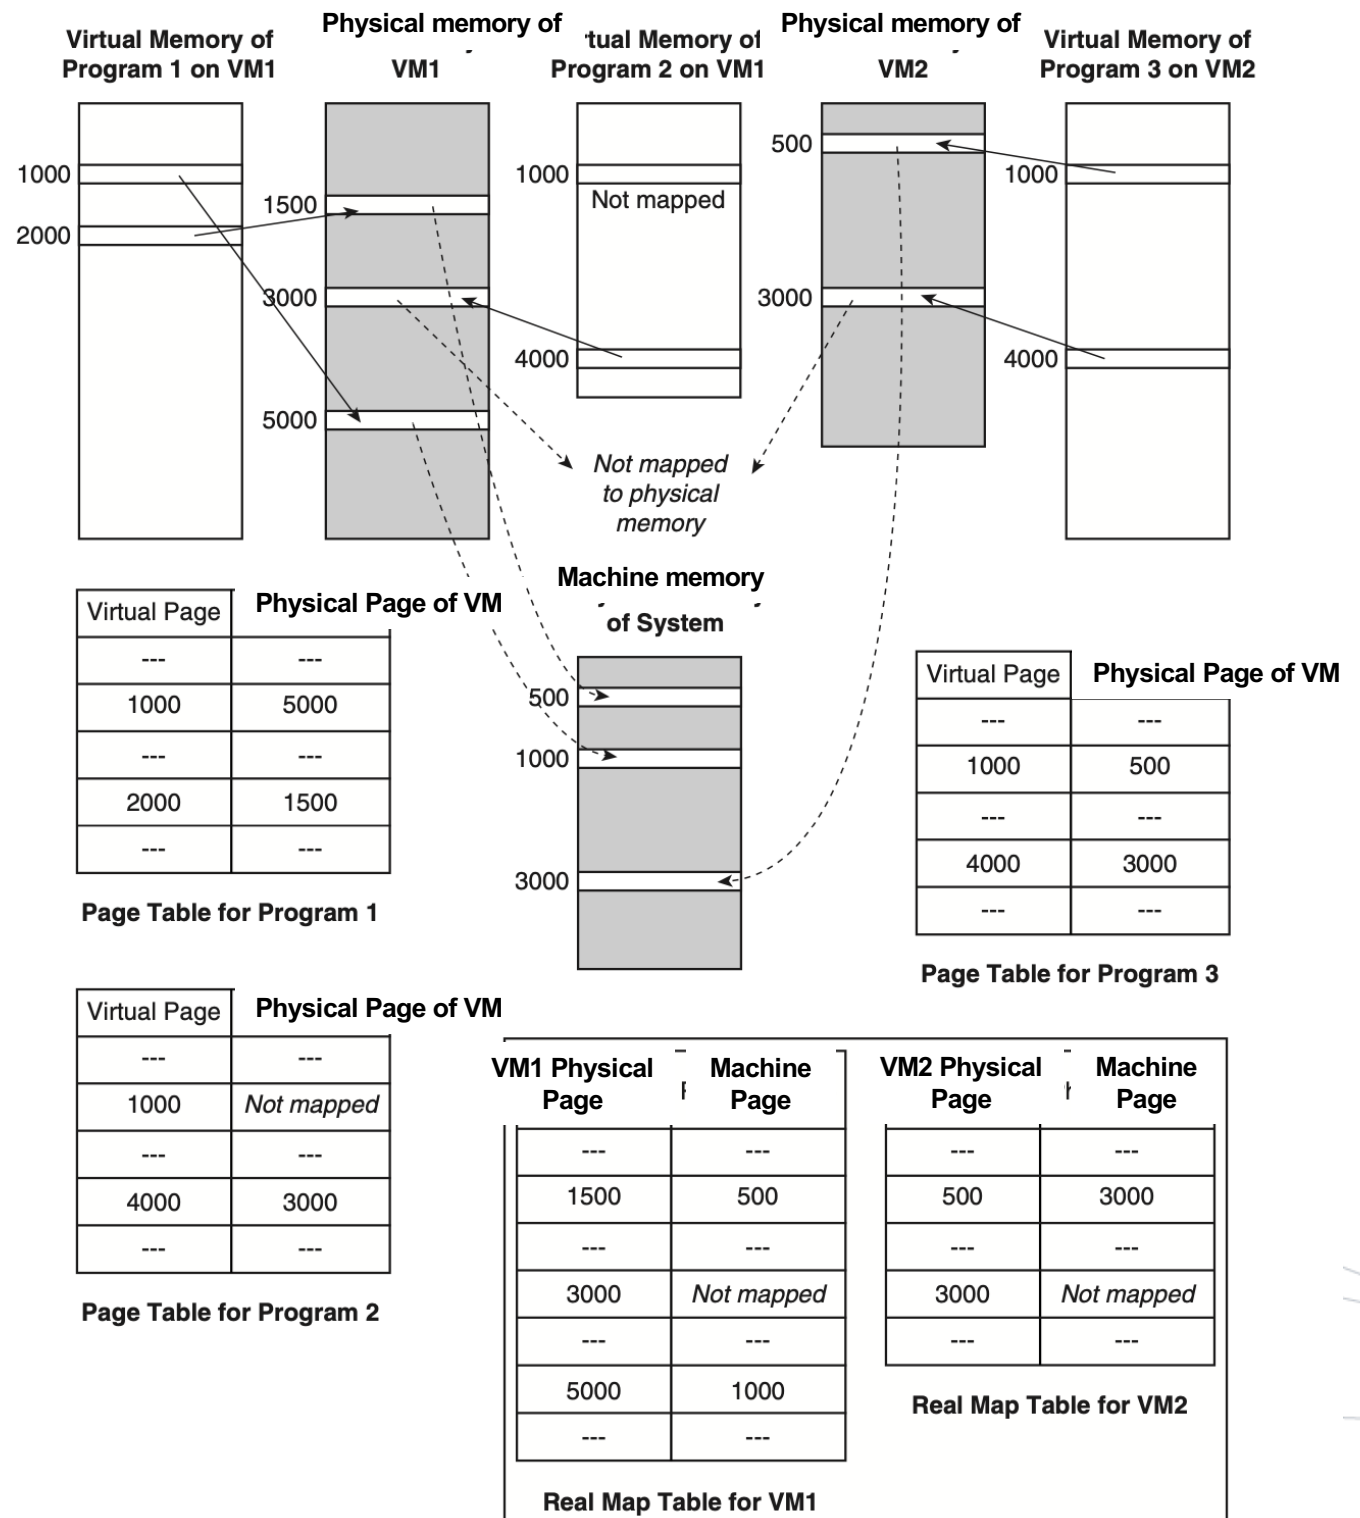 Physical memory of
VM1
Physical memory of
VM2
Virtual Memory of
Program 1 on VM1
rtual Memory of
Program 2 on VM1
Virtual Memory of
Program 3 on VM2
1000
2000
1500
3000
5000
1000
Not mapped
4000
500
3000
1000
4000
Not mapped
to physical
memory
Machine memory
of System
500
1000
3000
Virtual Page Physical Page of VM
--- ---
1000 5000
--- ---
2000 1500
--- ---
Page Table for Program 1
Virtual Page Physical Page of VM
--- ---
1000 500
--- ---
4000 3000
--- ---
Page Table for Program 3
Virtual Page Physical Page of VM
--- ---
1000 Not mapped
--- ---
4000 3000
--- ---
Page Table for Program 2
VM1 Physical
Page
Machine
Page
--- ---
1500 500
--- ---
3000 Not mapped
--- ---
5000 1000
--- ---
Real Map Table for VM1
VM2 Physical
Page
Machine
Page
--- ---
500 3000
--- ---
3000 Not mapped
--- ---
Real Map Table for VM2